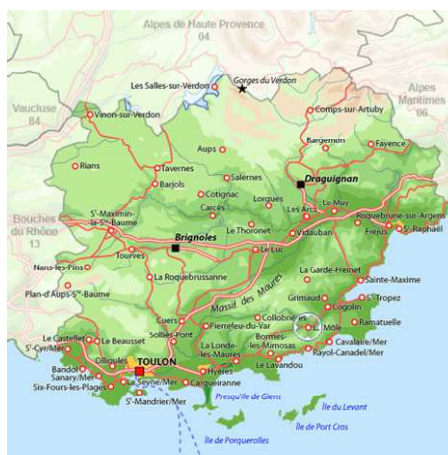 Alpes de Haute Provence
04
Les Salles-sur-Verdon
Gorges du Verdon
Alpes
Maritimes
06
Vaucluse
84
Vinon-sur-Verdon
Comps-sur-Artuby
Aups
Bargemon
Fayence
Rians
Tavernes
Salernes
Draguignan
Barjols
Cotignac
Lorgues
Les Arcs
Le Muy
Carcès
Roquebrune-sur-Argens
Sᵗ-Maximin-
la-Sᵗᵉ-Baume
Bouches
du Rhône
13
Le Thoronet
Vidauban
Fréjus
Sᵗ-Raphaël
Brignoles
Tourves
Le Luc
Nans-les-Pins
La Roquebrussanne
La Garde-Freinet
Sainte-Maxime
Plan-d'Aups-Sᵗᵉ-Baume
Massif des Maures
Grimaud
Sᵗ-Tropez
Cogolin
Cuers
Collobrières
Ramatuelle
Pierrefeu-du-Var
La Môle
Le Castellet
Le Beausset
Solliès-Pont
Bormes-
les-Mimosas
Cavalaire/Mer
Sᵗ-Cyr/Mer
La Londe-
les-Maures
Rayol-Canadel/Mer
Ollioules
TOULON
Le Lavandou
Bandol
Hyères
Sanary/Mer
La Seyne/Mer
Carqueiranne
Six-Fours-les-Plages
Sᵗ-Mandrier/Mer
Presqu'île de Giens
Île du Levant
Île de Port Cros
Île de Porquerolles